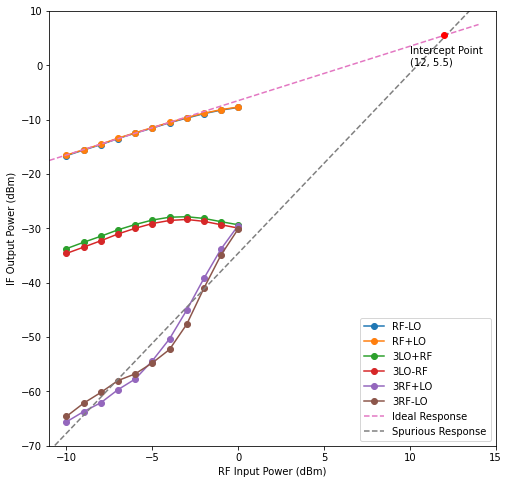 10
0
−10
−20
−30
−40
−50
−60
−70
IF Output Power (dBm)
Intercept Point
(12, 5.5)
RF-LO
RF+LO
3LO+RF
3LO-RF
3RF+LO
3RF-LO
Ideal Response
Spurious Response
−10
−5
0
5
10
15
RF Input Power (dBm)